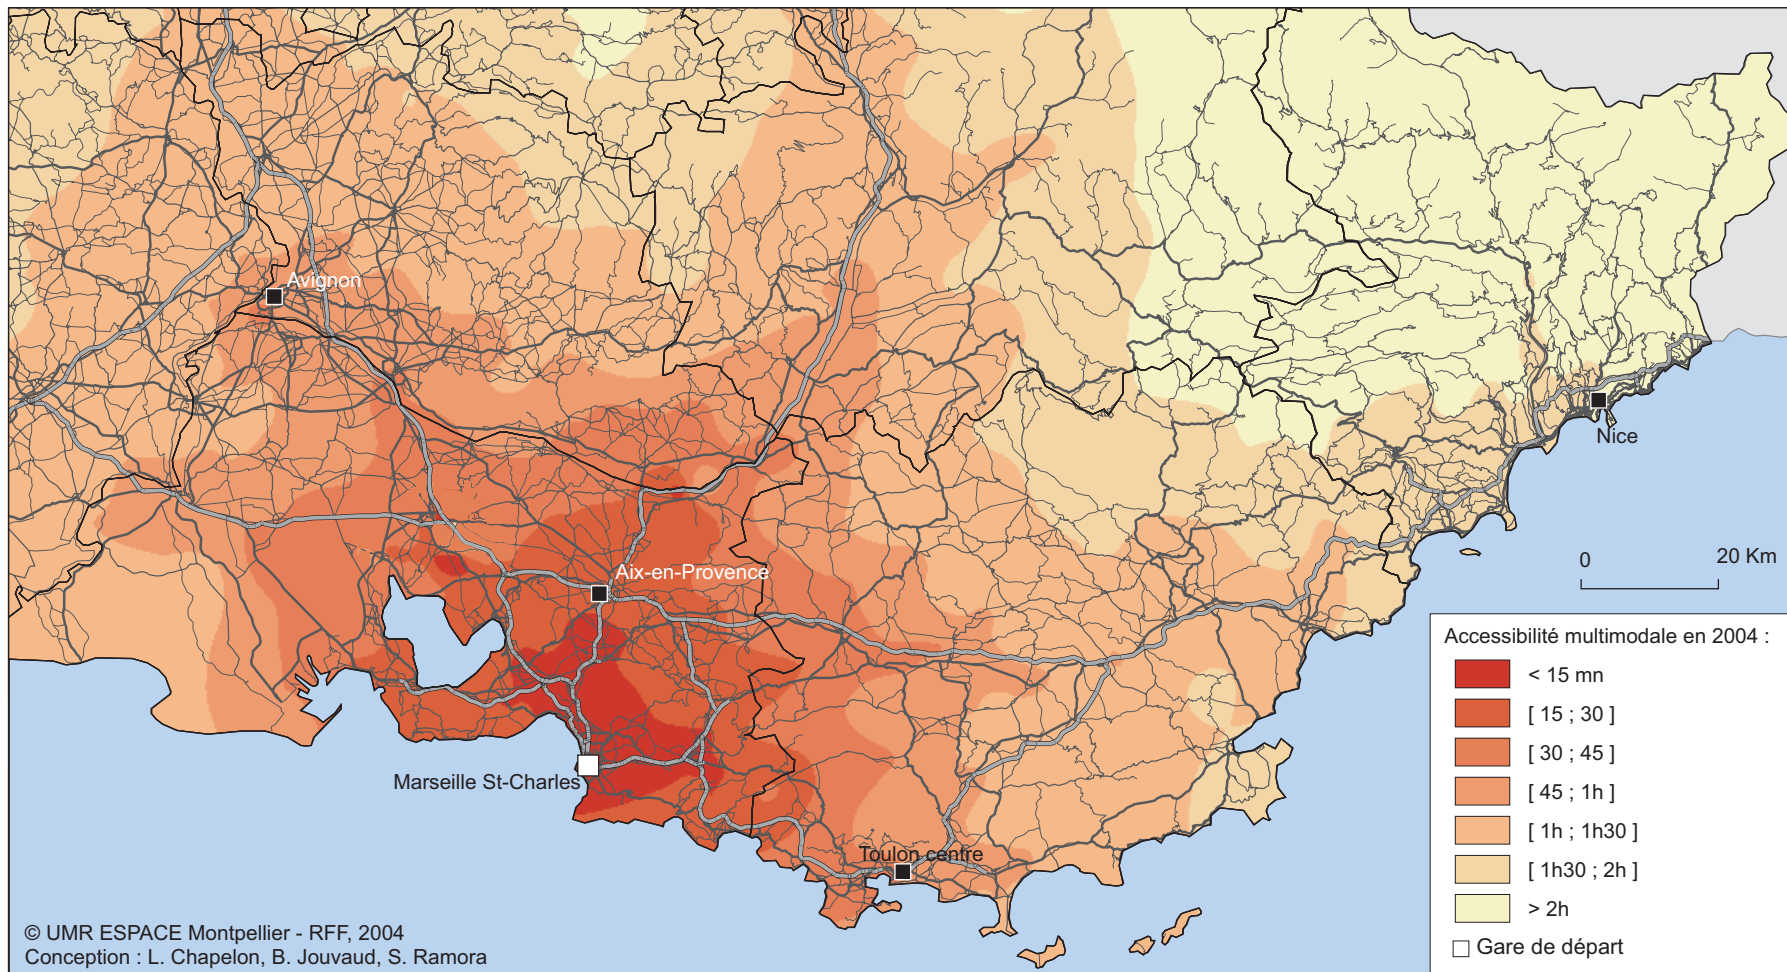 Avignon
Nice
0 20 Km
Aix-en-Provence
Marseille St-Charles
Toulon centre
Accessibilité multimodale en 2004 :
< 15 mn
[ 15 ; 30 ]
[ 30 ; 45 ]
[ 45 ; 1h ]
[ 1h ; 1h30 ]
[ 1h30 ; 2h ]
> 2h
Gare de départ
© UMR ESPACE Montpellier - RFF, 2004
Conception : L. Chapelon, B. Jouvaud, S. Ramora